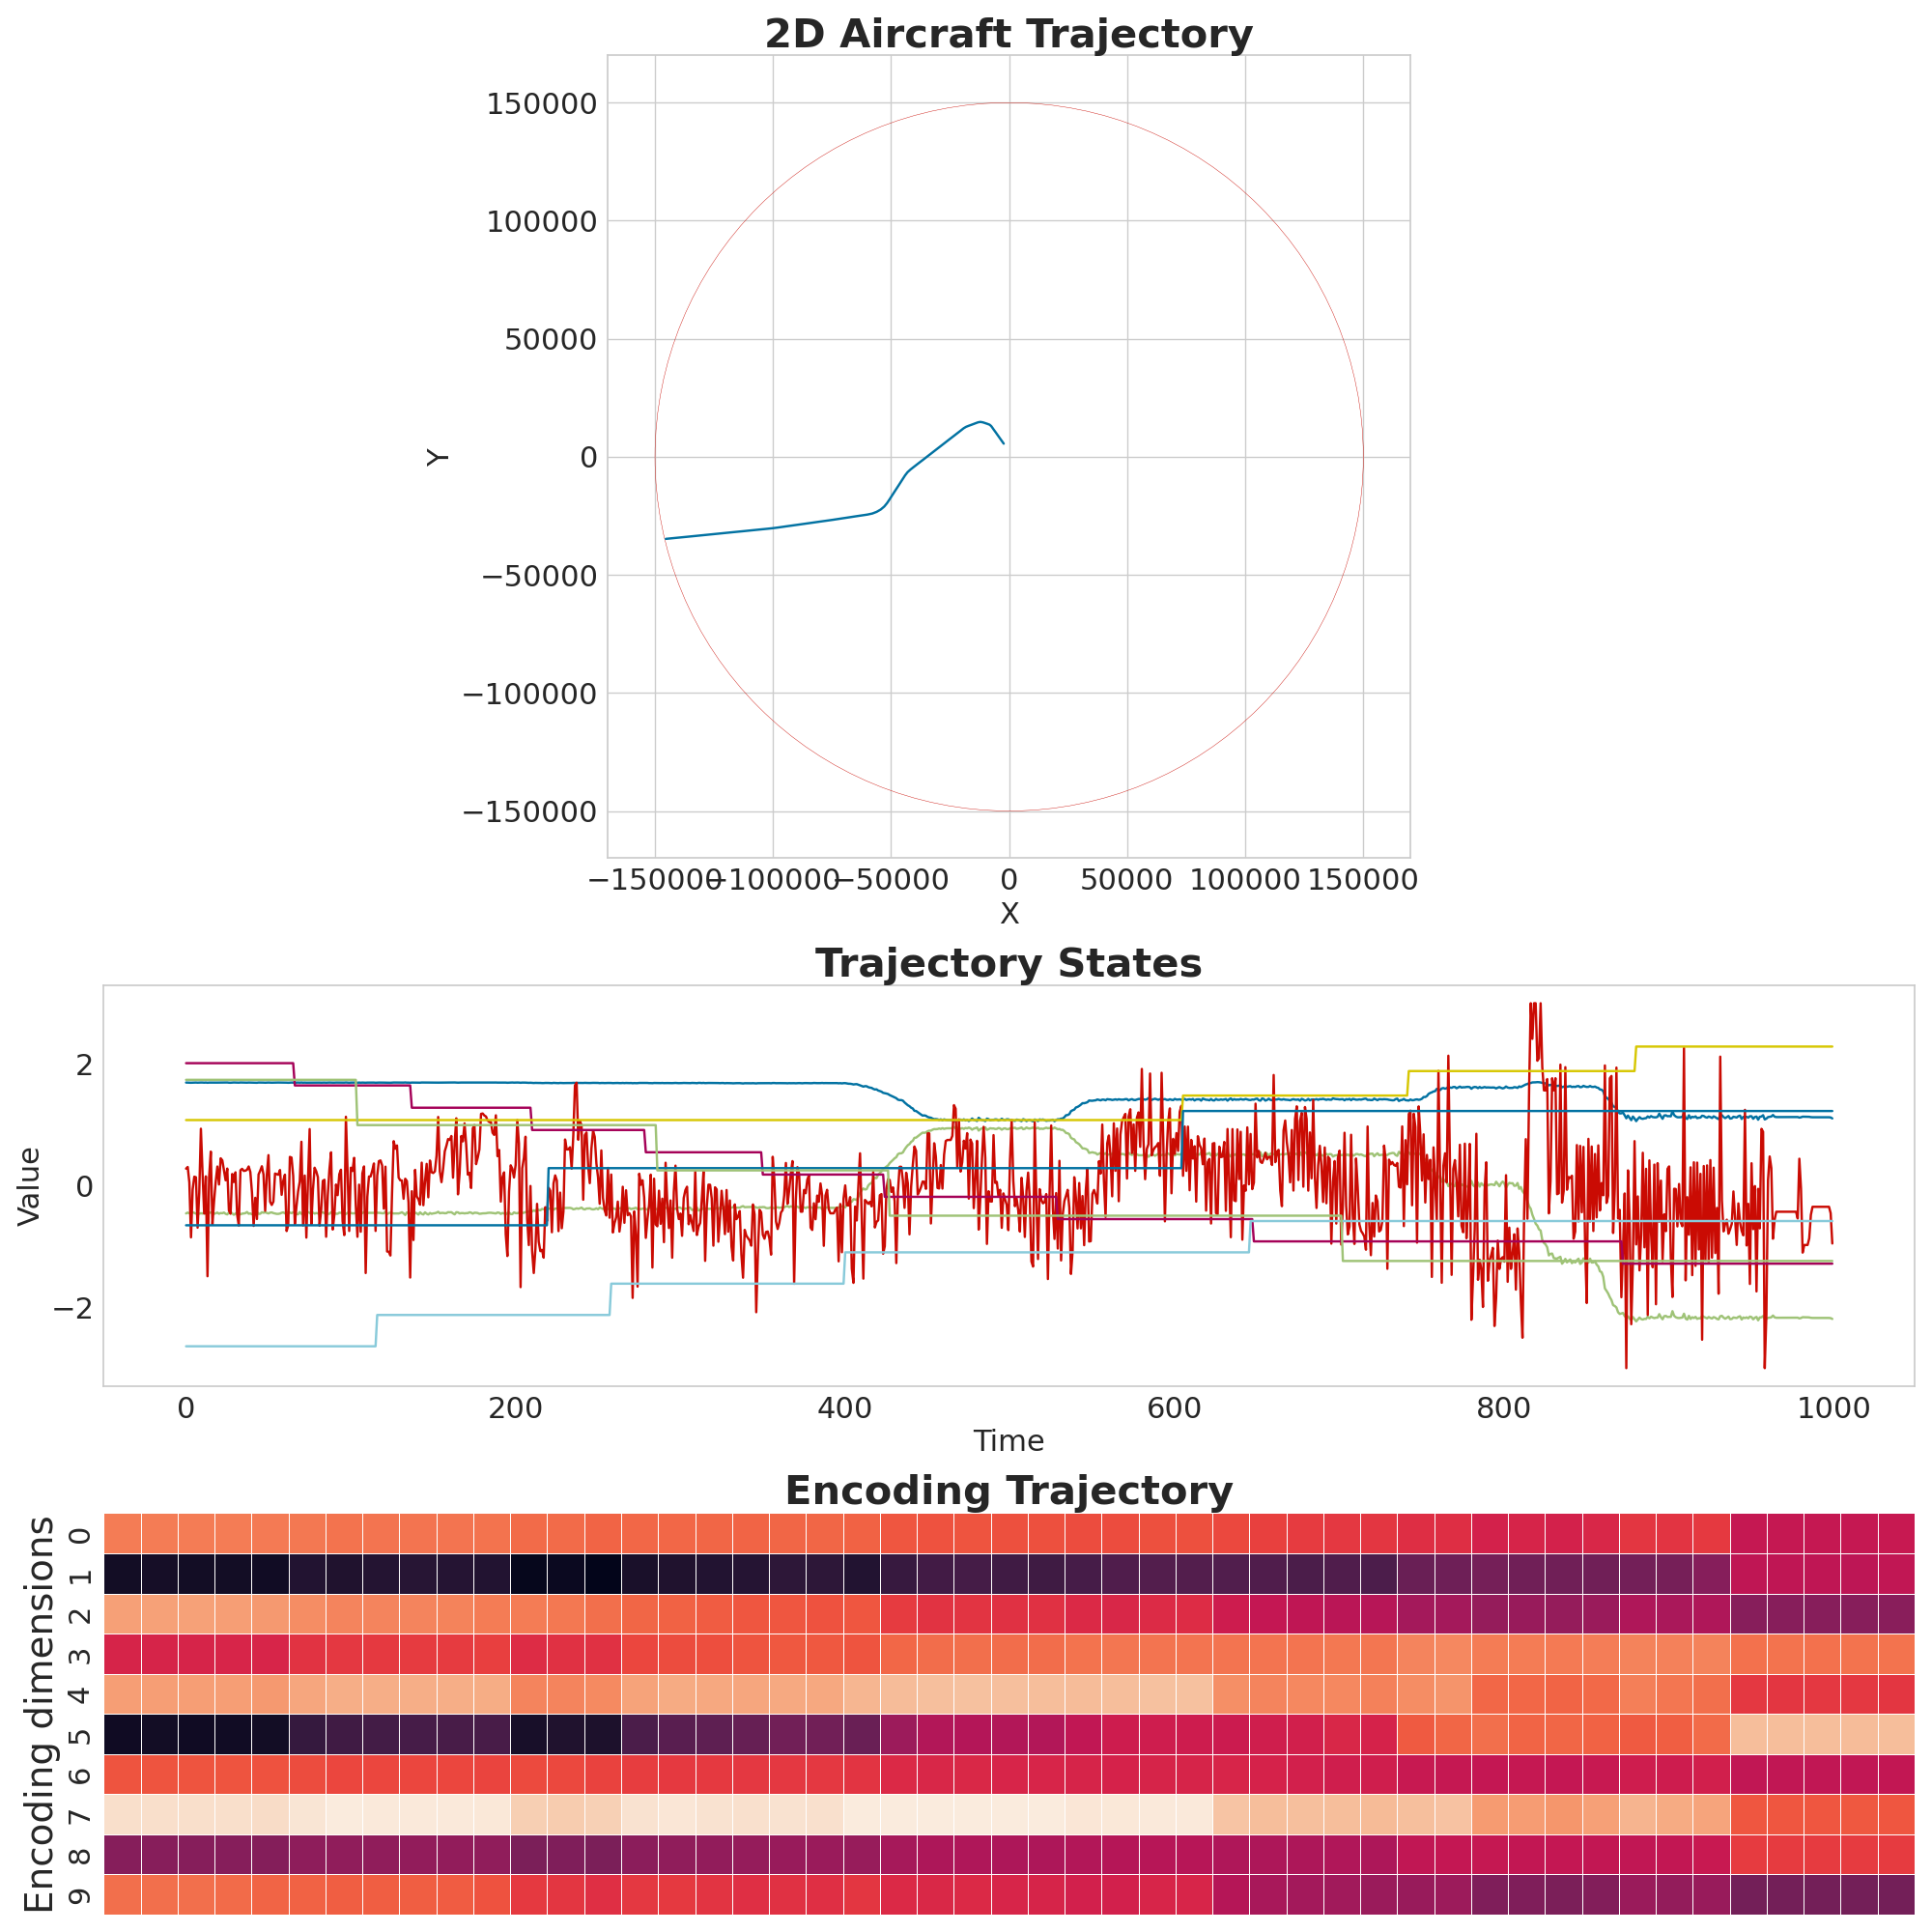 2D Aircraft Trajectory
150000
100000
50000
0
−50000
−100000
−150000
Y
−150000 −100000 −50000 0 50000 100000 150000
X
Trajectory States
2
0
−2
Value
0 200 400 600 800 1000
Time
Encoding Trajectory
Encoding dimensions
0
1
2
3
4
5
6
7
8
9